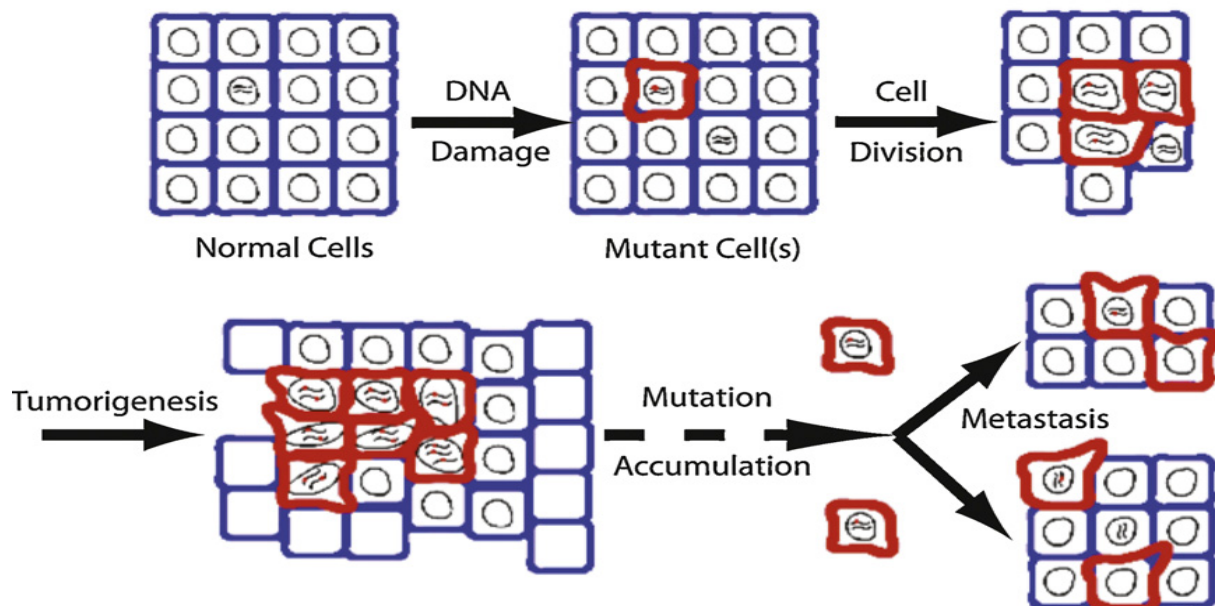 DNA
Damage
Cell
Division
Normal Cells
Mutant Cell(s)
Tumorigenesis
Mutation
Accumulation
Metastasis